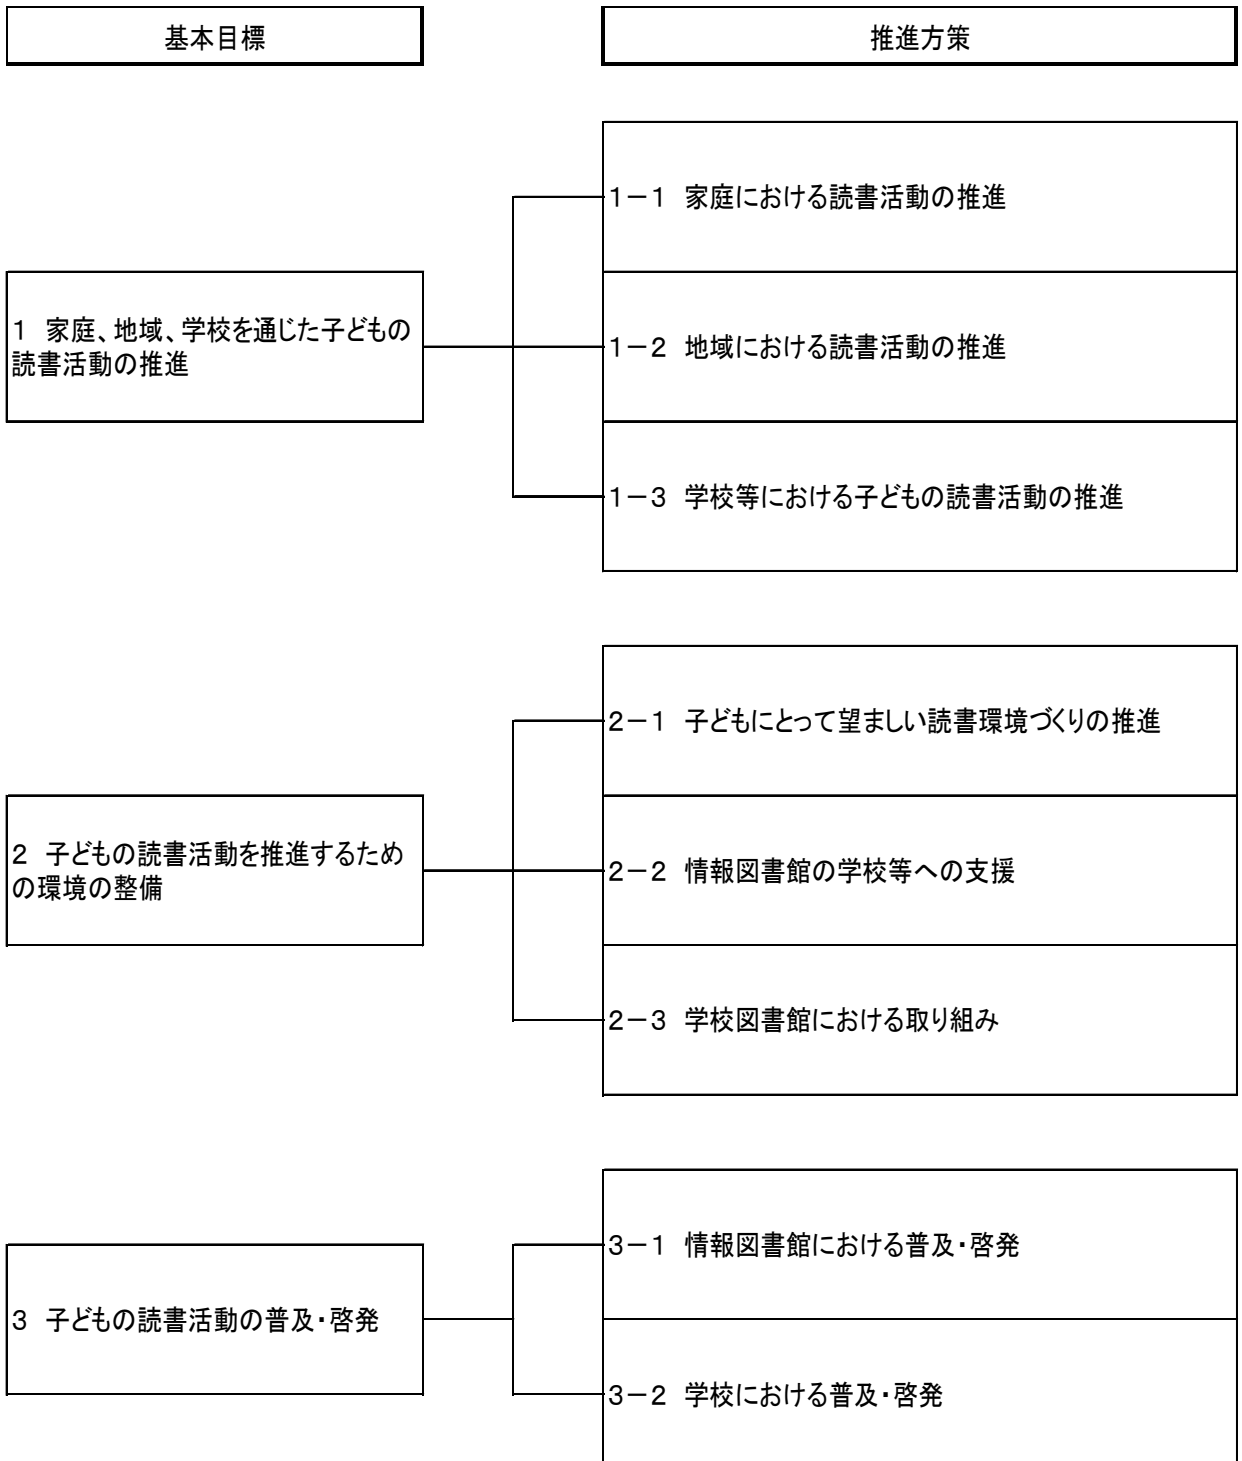 基本目標
推進方策
1 家庭、地域、学校を通じた子どもの
読書活動の推進
1－1 家庭における読書活動の推進
1－2 地域における読書活動の推進
1－3 学校等における子どもの読書活動の推進
2 子どもの読書活動を推進するため
の環境の整備
2－1 子どもにとって望ましい読書環境づくりの推進
2－2 情報図書館の学校等への支援
2－3 学校図書館における取り組み
3 子どもの読書活動の普及・啓発
3－1 情報図書館における普及・啓発
3－2 学校における普及・啓発